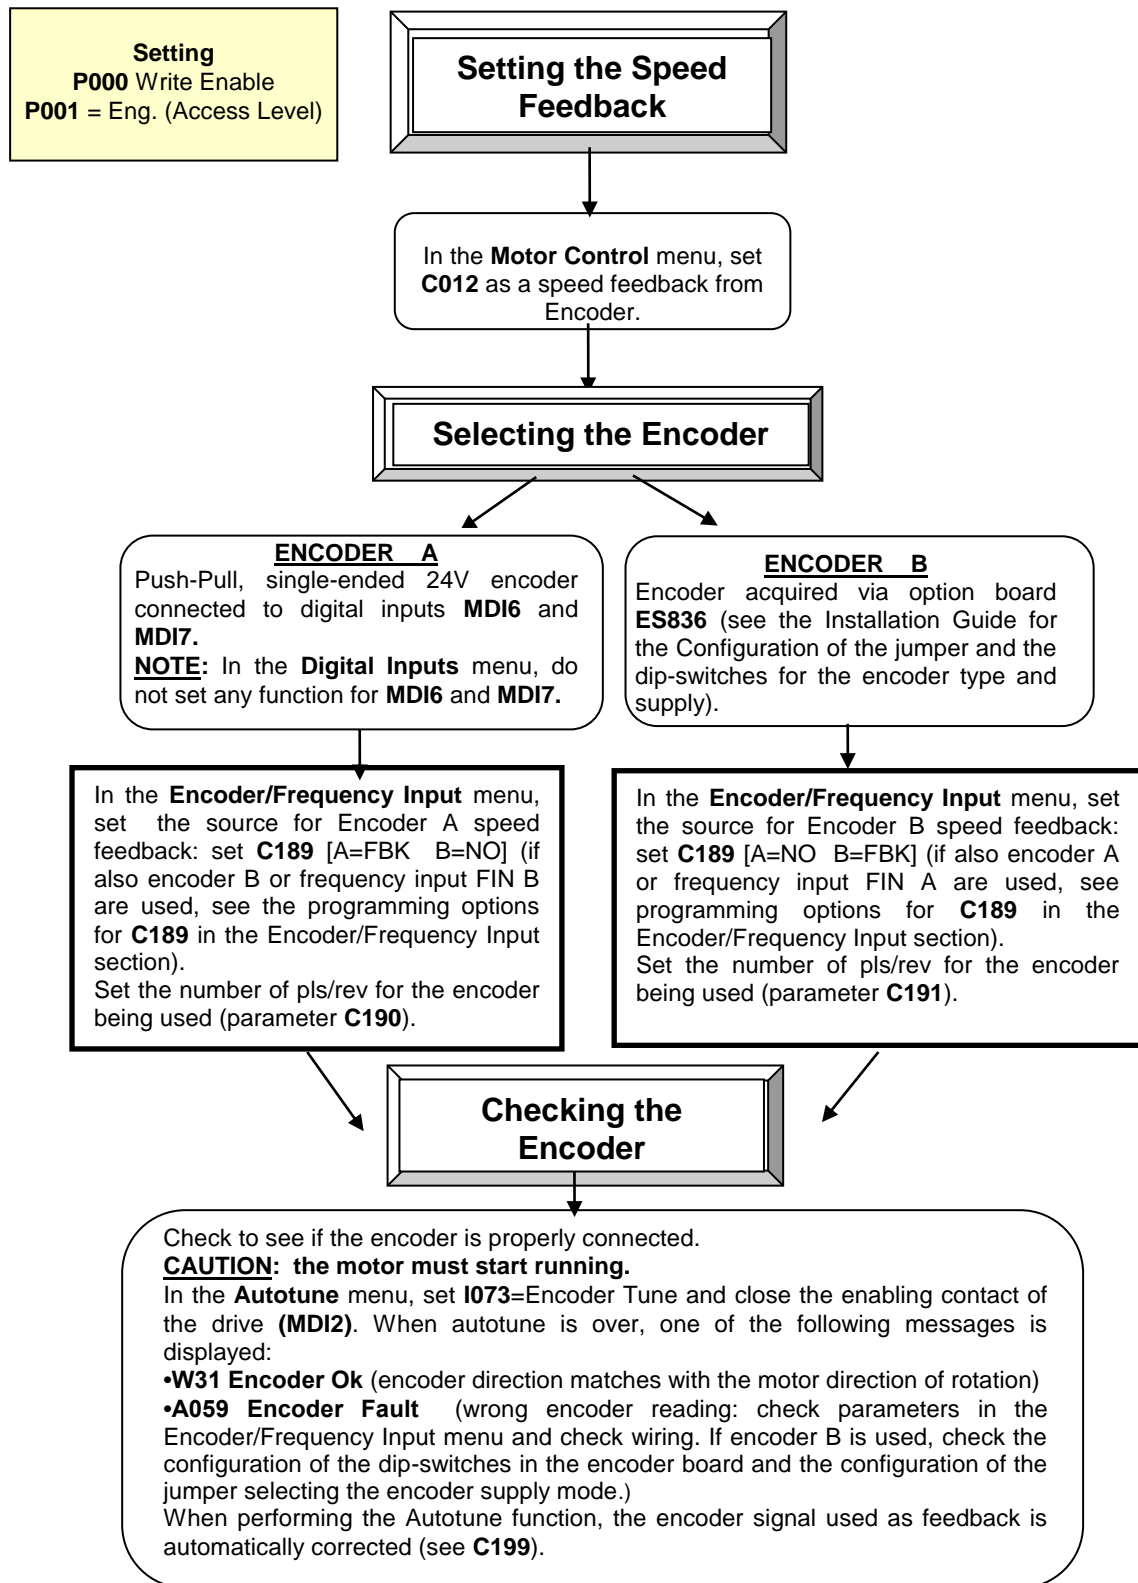 Setting
P000 Write Enable
P001 = Eng. (Access Level)
Setting the Speed
Feedback
In the Motor Control menu, set
C012 as a speed feedback from
Encoder.
Selecting the Encoder
ENCODER A
Push-Pull, single-ended 24V encoder
connected to digital inputs MDI6 and
MDI7.
NOTE: In the Digital Inputs menu, do
not set any function for MDI6 and MDI7.
ENCODER B
Encoder acquired via option board
ES836 (see the Installation Guide for
the Configuration of the jumper and the
dip-switches for the encoder type and
supply).
In the Encoder/Frequency Input menu,
set the source for Encoder A speed
feedback: set C189 [A=FBK B=NO] (if
also encoder B or frequency input FIN B
are used, see the programming options
for C189 in the Encoder/Frequency Input
section).
Set the number of pls/rev for the encoder
being used (parameter C190).
In the Encoder/Frequency Input menu, set
the source for Encoder B speed feedback:
set C189 [A=NO B=FBK] (if also encoder A
or frequency input FIN A are used, see
programming options for C189 in the
Encoder/Frequency Input section).
Set the number of pls/rev for the encoder
being used (parameter C191).
Checking the
Encoder
Check to see if the encoder is properly connected.
CAUTION: the motor must start running.
In the Autotune menu, set I073=Encoder Tune and close the enabling contact of
the drive (MDI2). When autotune is over, one of the following messages is
displayed:
•W31 Encoder Ok (encoder direction matches with the motor direction of rotation)
•A059 Encoder Fault (wrong encoder reading: check parameters in the
Encoder/Frequency Input menu and check wiring. If encoder B is used, check the
configuration of the dip-switches in the encoder board and the configuration of the
jumper selecting the encoder supply mode.)
When performing the Autotune function, the encoder signal used as feedback is
automatically corrected (see C199).